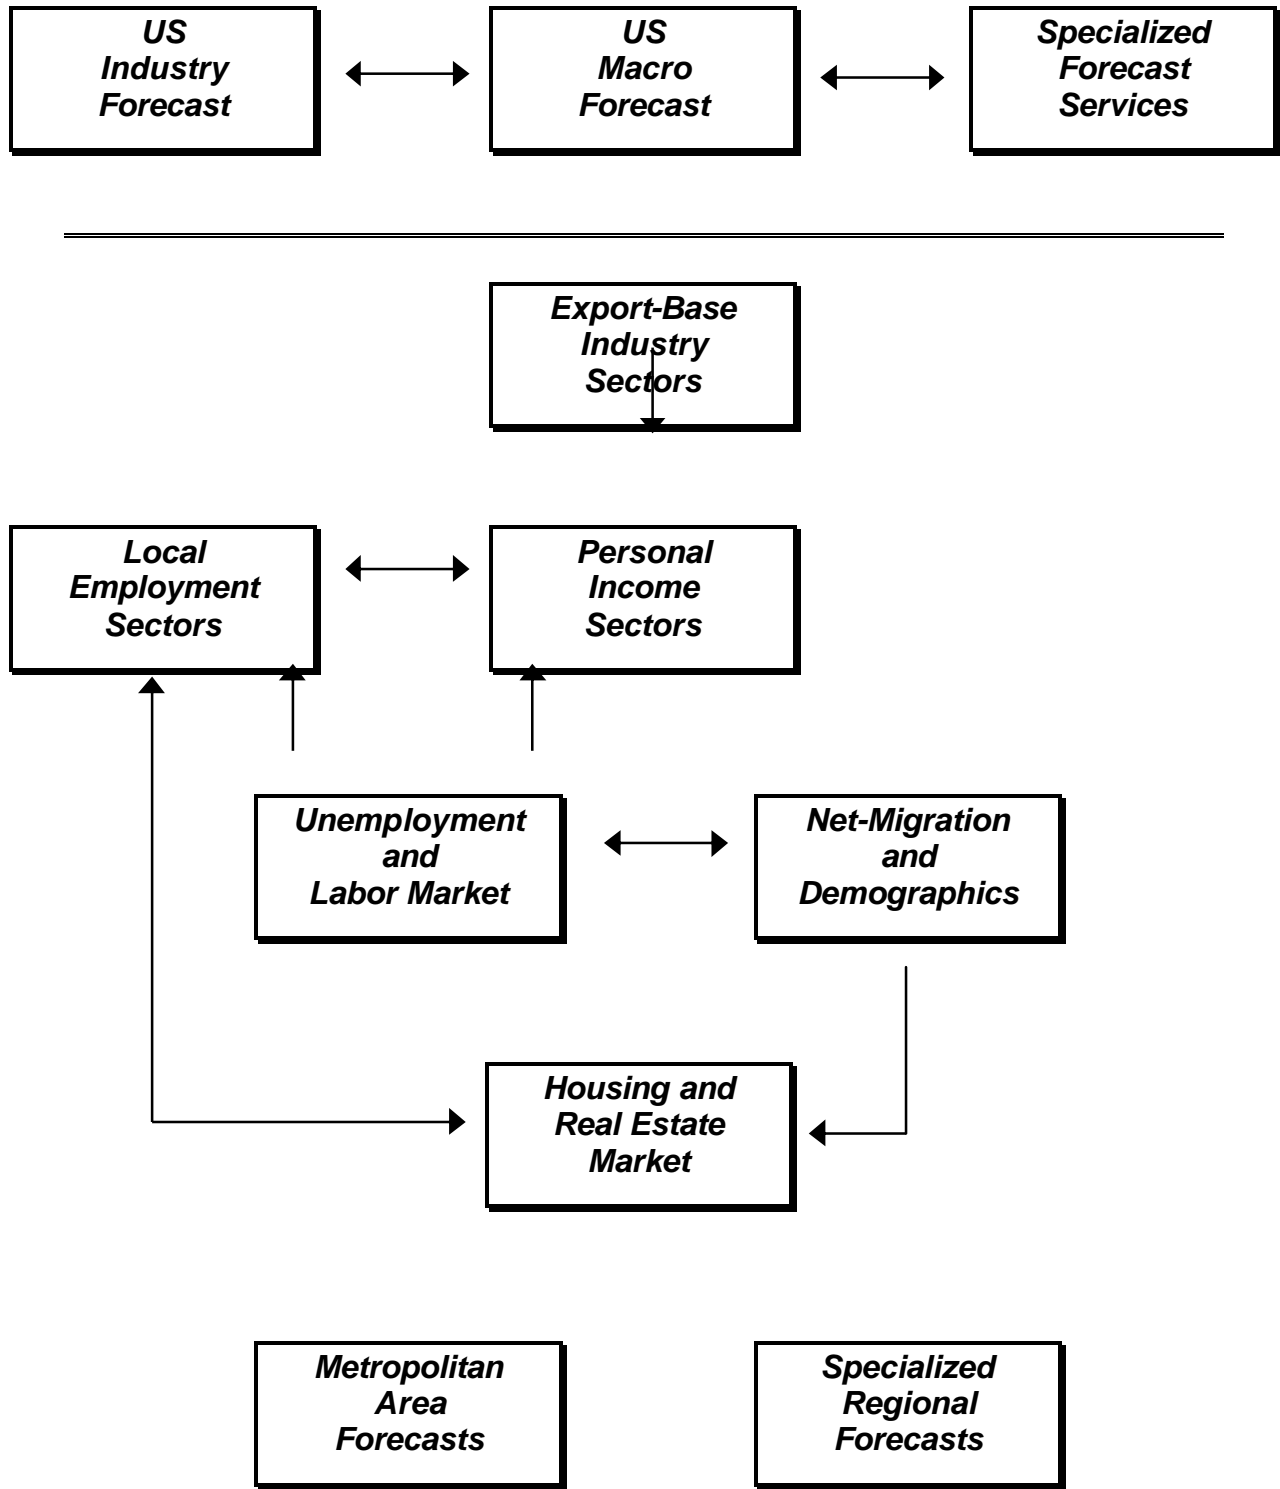 US
Industry
Forecast
US
Macro
Forecast
Specialized
Forecast
Services
Export-Base
Industry
Sectors
Local
Employment
Sectors
Personal
Income
Sectors
Unemployment
and
Labor Market
Net-Migration
and
Demographics
Housing and
Real Estate
Market
Metropolitan
Area
Forecasts
Specialized
Regional
Forecasts